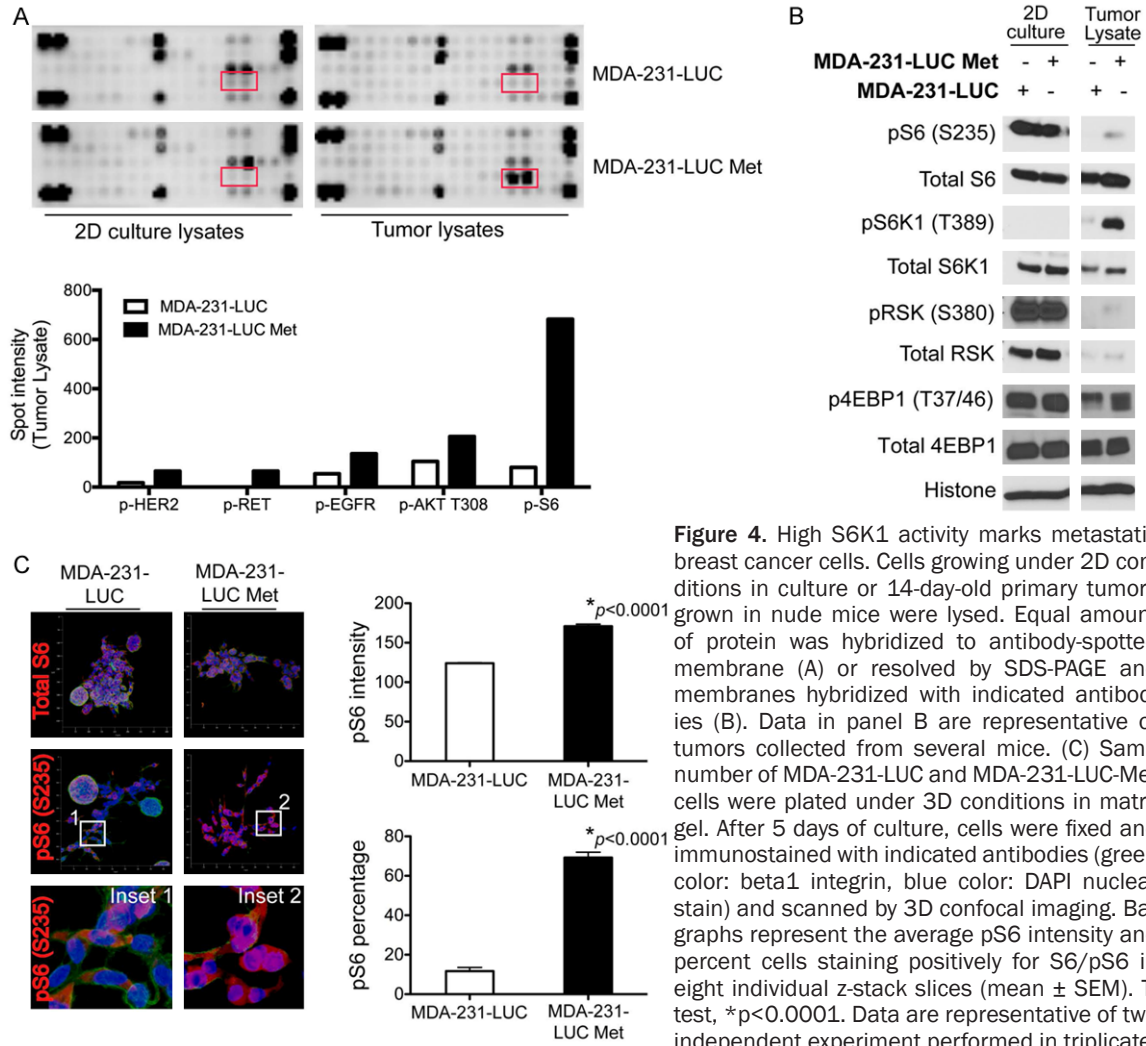 A
MDA-231-LUC
MDA-231-LUC Met
2D culture lysates
Tumor lysates
Spot intensity
(Tumor Lysate)
800
600
400
200
0
MDA-231-LUC
MDA-231-LUC Met
p-HER2
p-RET
p-EGFR
p-AKT T308
p-S6
B
2D
culture
Tumor
Lysate
MDA-231-LUC Met - + - +
MDA-231-LUC + - + -
pS6 (S235)
Total S6
pS6K1 (T389)
Total S6K1
pRSK (S380)
Total RSK
p4EBP1 (T37/46)
Total 4EBP1
Histone
C
MDA-231-
LUC
MDA-231-
LUC Met
Total S6
pS6 (S235)
1
2
pS6 (S235)
Inset 1
Inset 2
pS6 intensity
200
150
100
50
0
*p<0.0001
MDA-231-LUC
MDA-231-
LUC Met
pS6 percentage
80
60
40
20
0
*p<0.0001
MDA-231-LUC
MDA-231-
LUC Met
Figure 4. High S6K1 activity marks metastati
breast cancer cells. Cells growing under 2D con
ditions in culture or 14-day-old primary tumor
grown in nude mice were lysed. Equal amoun
of protein was hybridized to antibody-spotte
membrane (A) or resolved by SDS-PAGE an
membranes hybridized with indicated antibod
ies (B). Data in panel B are representative o
tumors collected from several mice. (C) Sam
number of MDA-231-LUC and MDA-231-LUC-Me
cells were plated under 3D conditions in matr
gel. After 5 days of culture, cells were fixed an
immunostained with indicated antibodies (gree
color: beta1 integrin, blue color: DAPI nuclea
stain) and scanned by 3D confocal imaging. Ba
graphs represent the average pS6 intensity an
percent cells staining positively for S6/pS6 i
eight individual z-stack slices (mean ± SEM). T
test, *p<0.0001. Data are representative of tw
independent experiment performed in triplicate